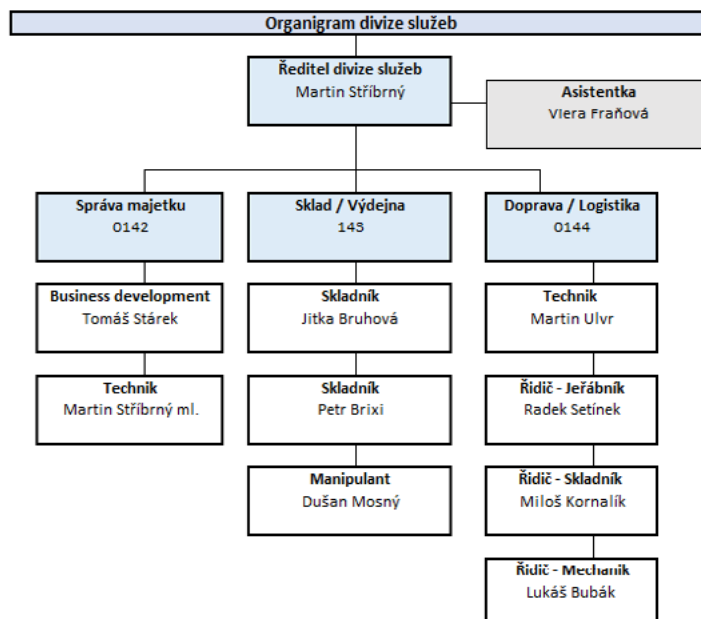 Organigram divize služeb
Ředitel divize služeb
Martin Stříbrný
Asistentka
Viera Fraňová
Správa majetku
0142
Sklad / Výdejna
143
Doprava / Logistika
0144
Business development
Tomáš Stárek
Skladník
Jitka Bruhová
Technik
Martin Ulvr
Technik
Martin Stříbrný ml.
Skladník
Petr Brixi
Řidič - Jeřábník
Radek Setínek
Manipulant
Dušan Mosný
Řidič - Skladník
Miloš Kornalík
Řidič - Mechanik
Lukáš Bubák